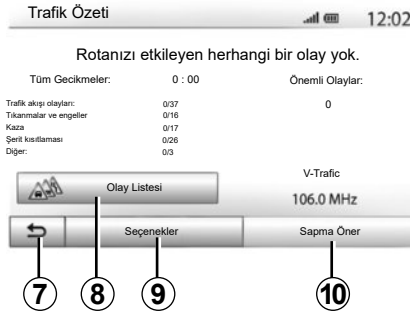 Trafik Özeti
12:02
Rotanızı etkileyen herhangi bir olay yok.
Tüm Gecikmeler: 0 : 00 Önemli Olaylar:
0
Trafik akışı olayları: 0/37
Tıkanmalar ve engeller 0/16
Kaza 0/17
Şerit kısıtlaması 0/26
Diğer: 0/3
Olay Listesi
V-Trafic
106.0 MHz
Seçenekler
Sapma Öner
7 8 9 10